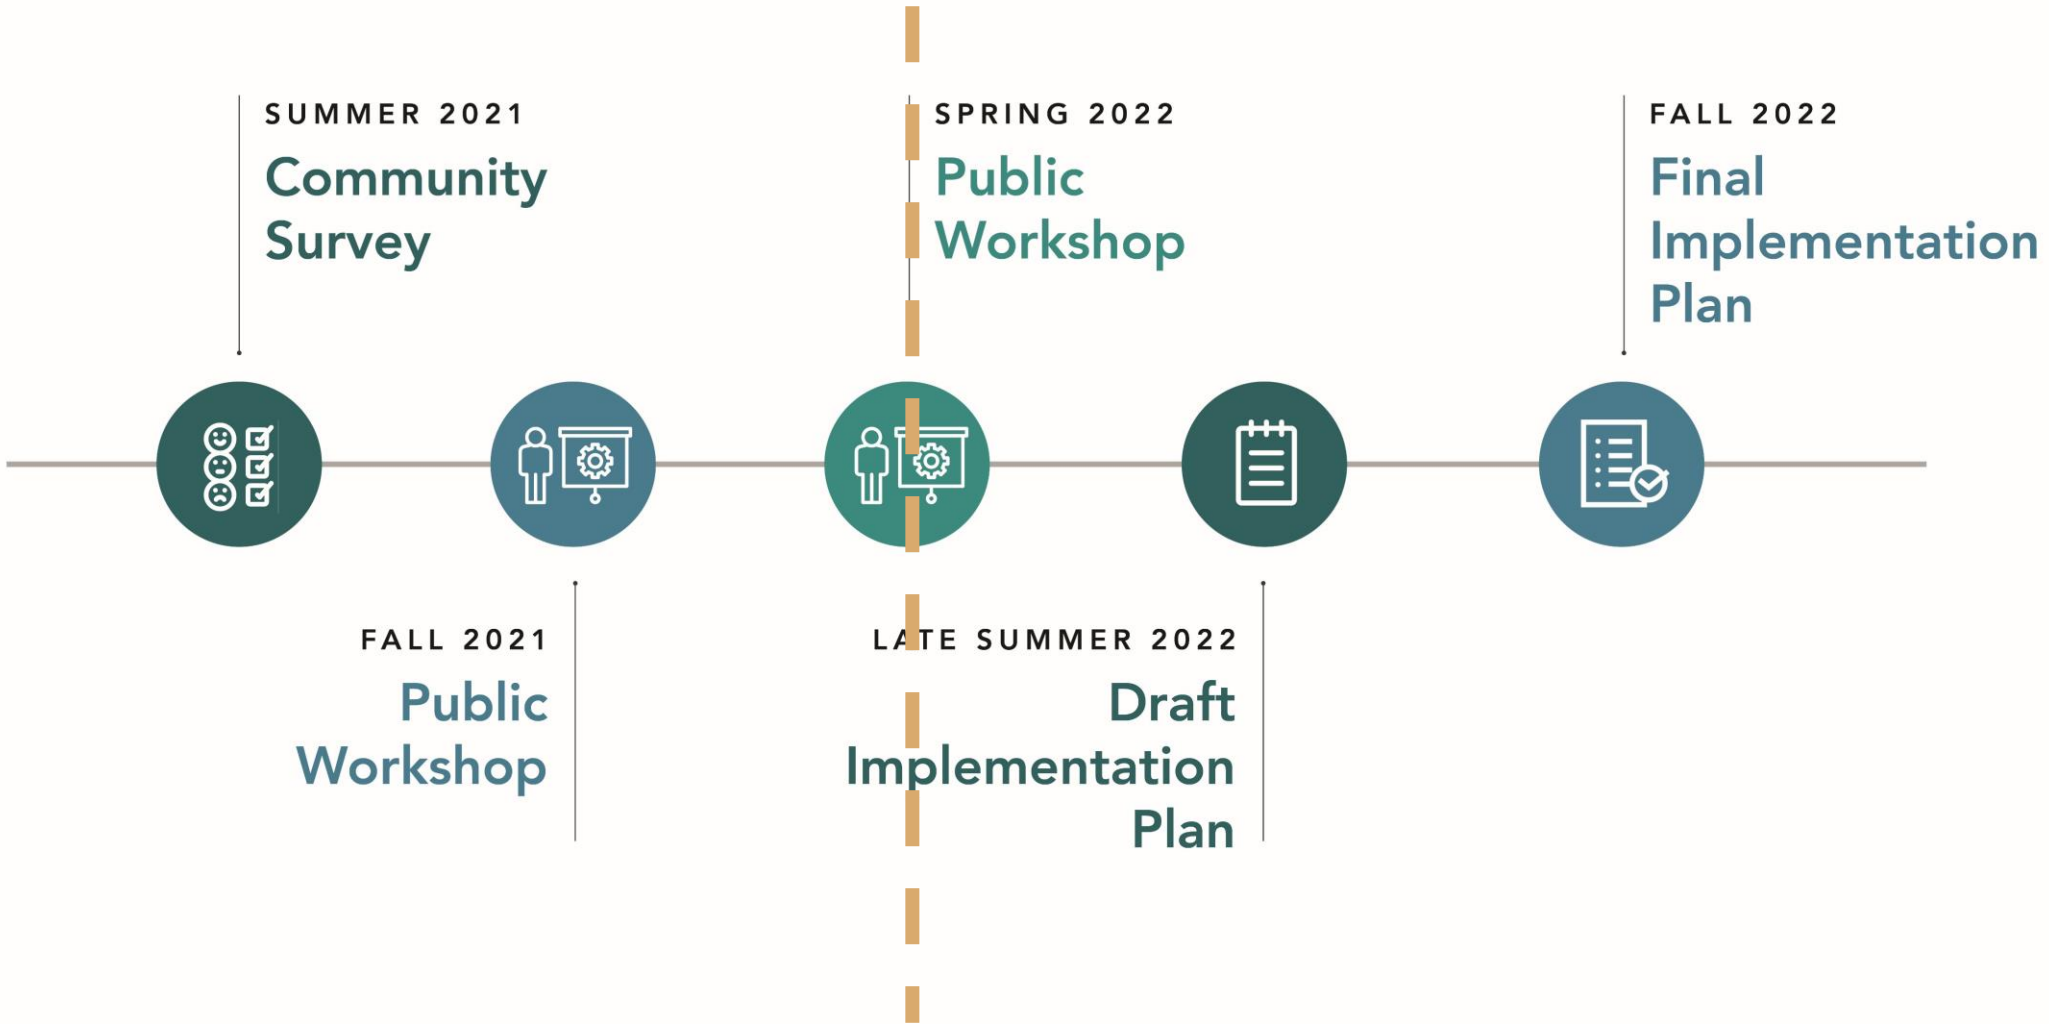 SUMMER 2021
Community
Survey
FALL 2021
Public
Workshop
SPRING 2022
Public
Workshop
LATE SUMMER 2022
Draft
Implementation
Plan
FALL 2022
Final
Implementation
Plan